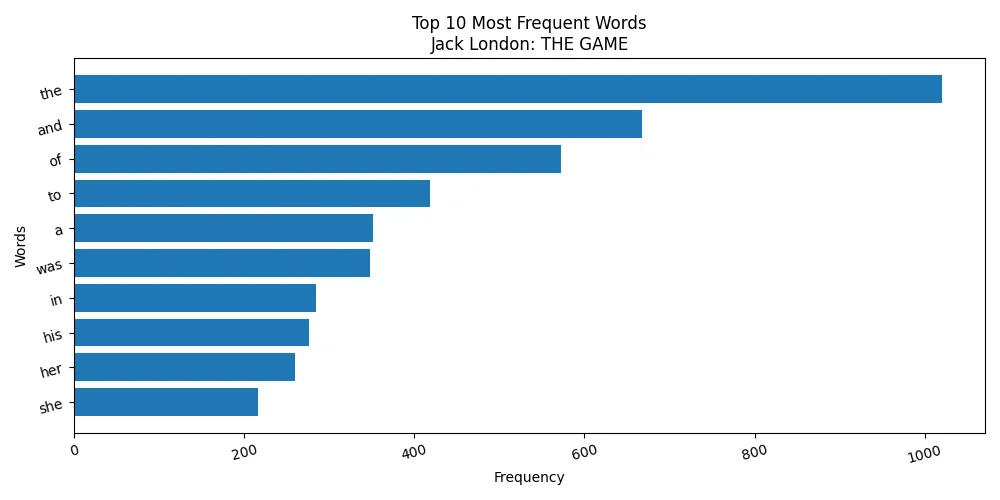 Top 10 Most Frequent Words
Jack London: THE GAME
Words
the
and
of
to
a
was
in
his
her
she
0
200
400
600
800
1000
Frequency